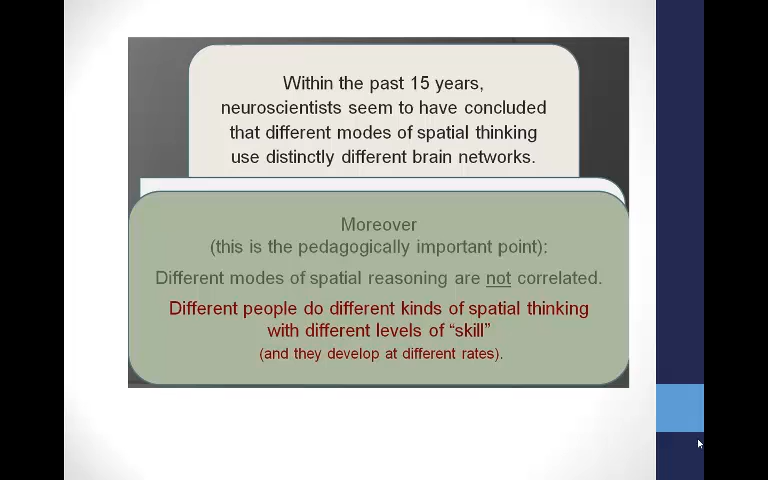 Within the past 15 years,
neuroscientists seem to have concluded
that different modes of spatial thinking
use distinctly different brain networks.
Moreover
(this is the pedagogically important point):
Different modes of spatial reasoning are not correlated.
Different people do different kinds of spatial thinking
with different levels of “skill”
(and they develop at different rates).